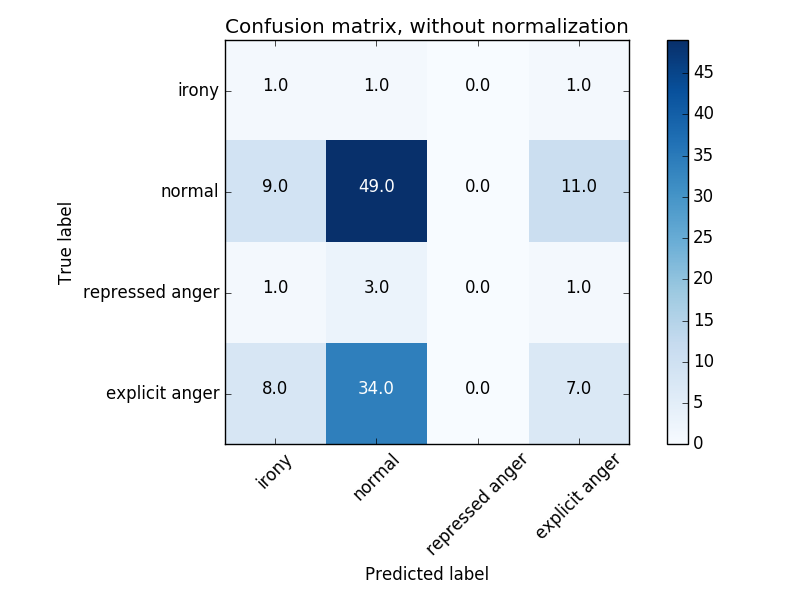 Confusion matrix, without normalization
irony 1.0 1.0 0.0 1.0
normal 9.0 49.0 0.0 11.0
repressed anger 1.0 3.0 0.0 1.0
explicit anger 8.0 34.0 0.0 7.0
irony normal repressed anger explicit anger
True label
Predicted label
45
40
35
30
25
20
15
10
5
0